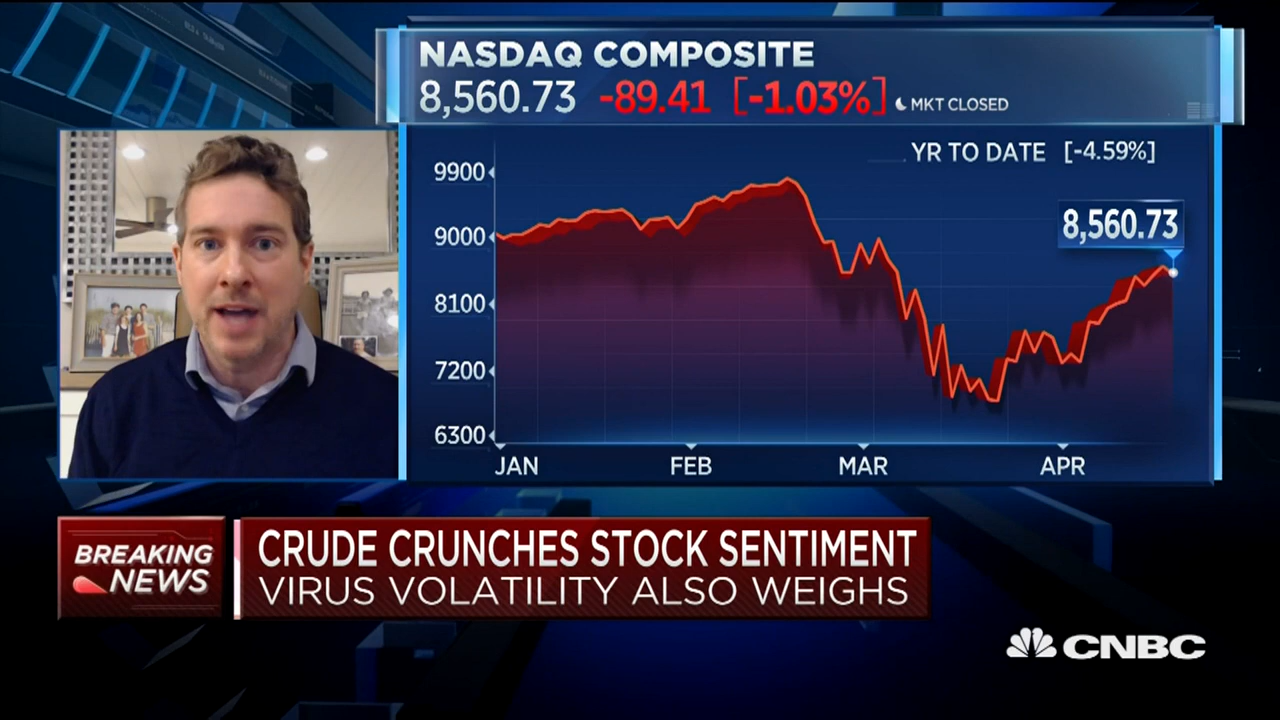 NASDAQ COMPOSITE
8,560.73 -89.41 [-1.03%] MKT CLOSED
YR TO DATE [-4.59%]
9900
8,560.73
9000
8100
7200
6300
JAN FEB MAR APR
BREAKING
NEWS
CRUDE CRUNCHES STOCK SENTIMENT
VIRUS VOLATILITY ALSO WEIGHS
CNBC